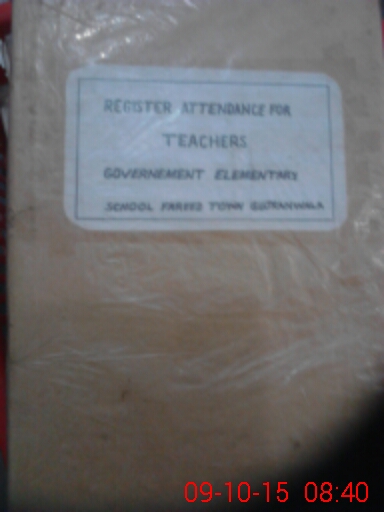 REGISTER ATTENDANCE FOR
TEACHERS
GOVERNEMENT ELEMENTARY
SCHOOL FAREED TOWN GUJRANWALA
09-10-15 08:40